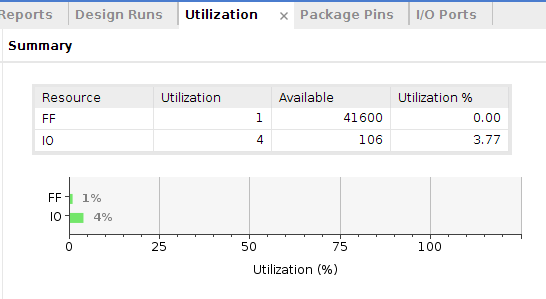 Reports Design Runs Utilization × Package Pins I/O Ports
Summary
Resource Utilization Available Utilization %
FF 1 41600 0.00
IO 4 106 3.77
FF 1%
IO 4%
0 25 50 75 100
Utilization (%)